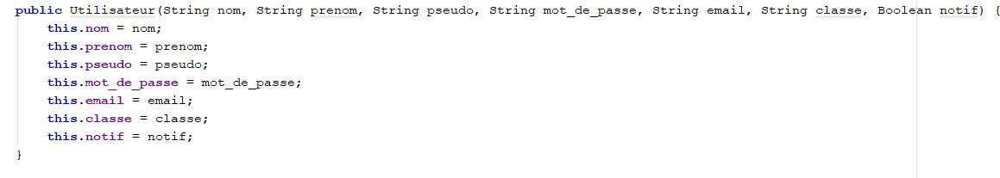 public Utilisateur(String nom, String prenom, String pseudo, String mot_de_passe, String email, String classe, Boolean notif) {
    this.nom = nom;
    this.prenom = prenom;
    this.pseudo = pseudo;
    this.mot_de_passe = mot_de_passe;
    this.email = email;
    this.classe = classe;
    this.notif = notif;
}